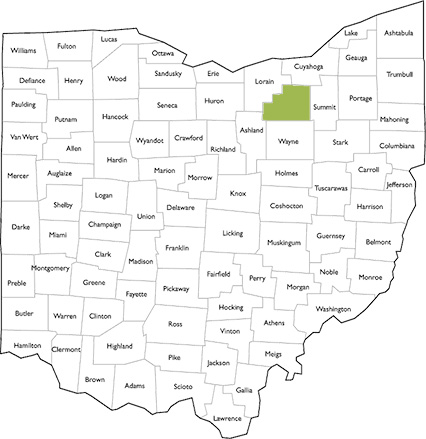 Lake
Ashtabula
Lucas
Fulton
Williams
Ottawa
Geauga
Cuyahoga
Trumbull
Wood
Sandusky
Erie
Lorain
Defiance
Henry
Portage
Paulding
Seneca
Huron
Summit
Putnam
Hancock
Mahoning
Ashland
Van Wert
Wyandot
Crawford
Wayne
Stark
Columbiana
Allen
Richland
Hardin
Mercer
Auglaize
Marion
Morrow
Holmes
Carroll
Jefferson
Tuscarawas
Logan
Knox
Shelby
Union
Delaware
Coshocton
Harrison
Darke
Miami
Champaign
Licking
Guernsey
Franklin
Muskingum
Belmont
Clark
Madison
Montgomery
Fairfield
Perry
Noble
Monroe
Preble
Greene
Fayette
Pickaway
Morgan
Hocking
Washington
Butler
Warren
Clinton
Ross
Vinton
Athens
Hamilton
Clermont
Highland
Pike
Jackson
Meigs
Brown
Adams
Scioto
Gallia
Lawrence